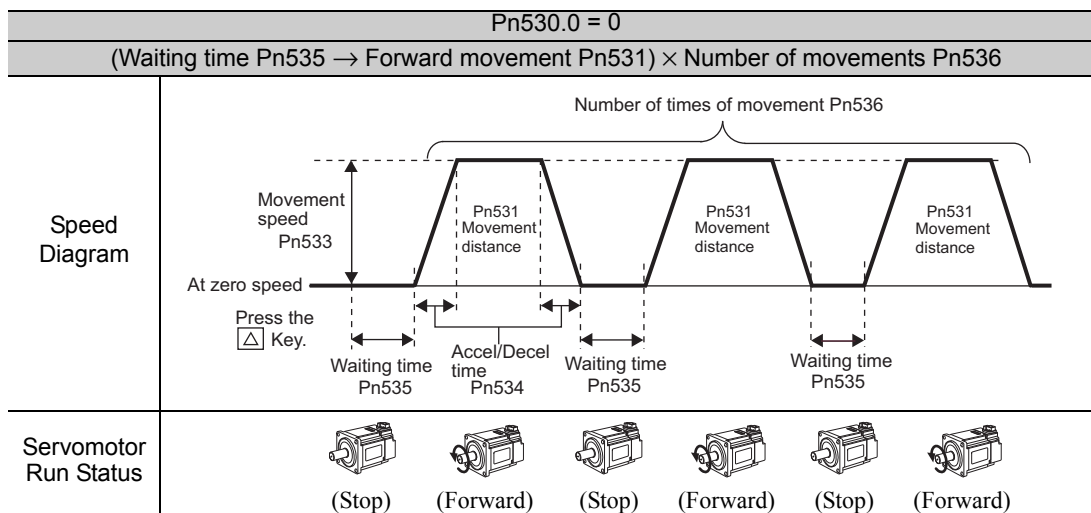 Pn530.0 = 0
(Waiting time Pn535 → Forward movement Pn531) × Number of movements Pn536
Speed
Diagram
Number of times of movement Pn536
Movement
speed
Pn533
Pn531
Movement
distance
Pn531
Movement
distance
Pn531
Movement
distance
At zero speed
Press the
△ Key.
Waiting time
Pn535
Accel/Decel
time
Pn534
Waiting time
Pn535
Waiting time
Pn535
Servomotor
Run Status
(Stop) (Forward) (Stop) (Forward) (Stop) (Forward)